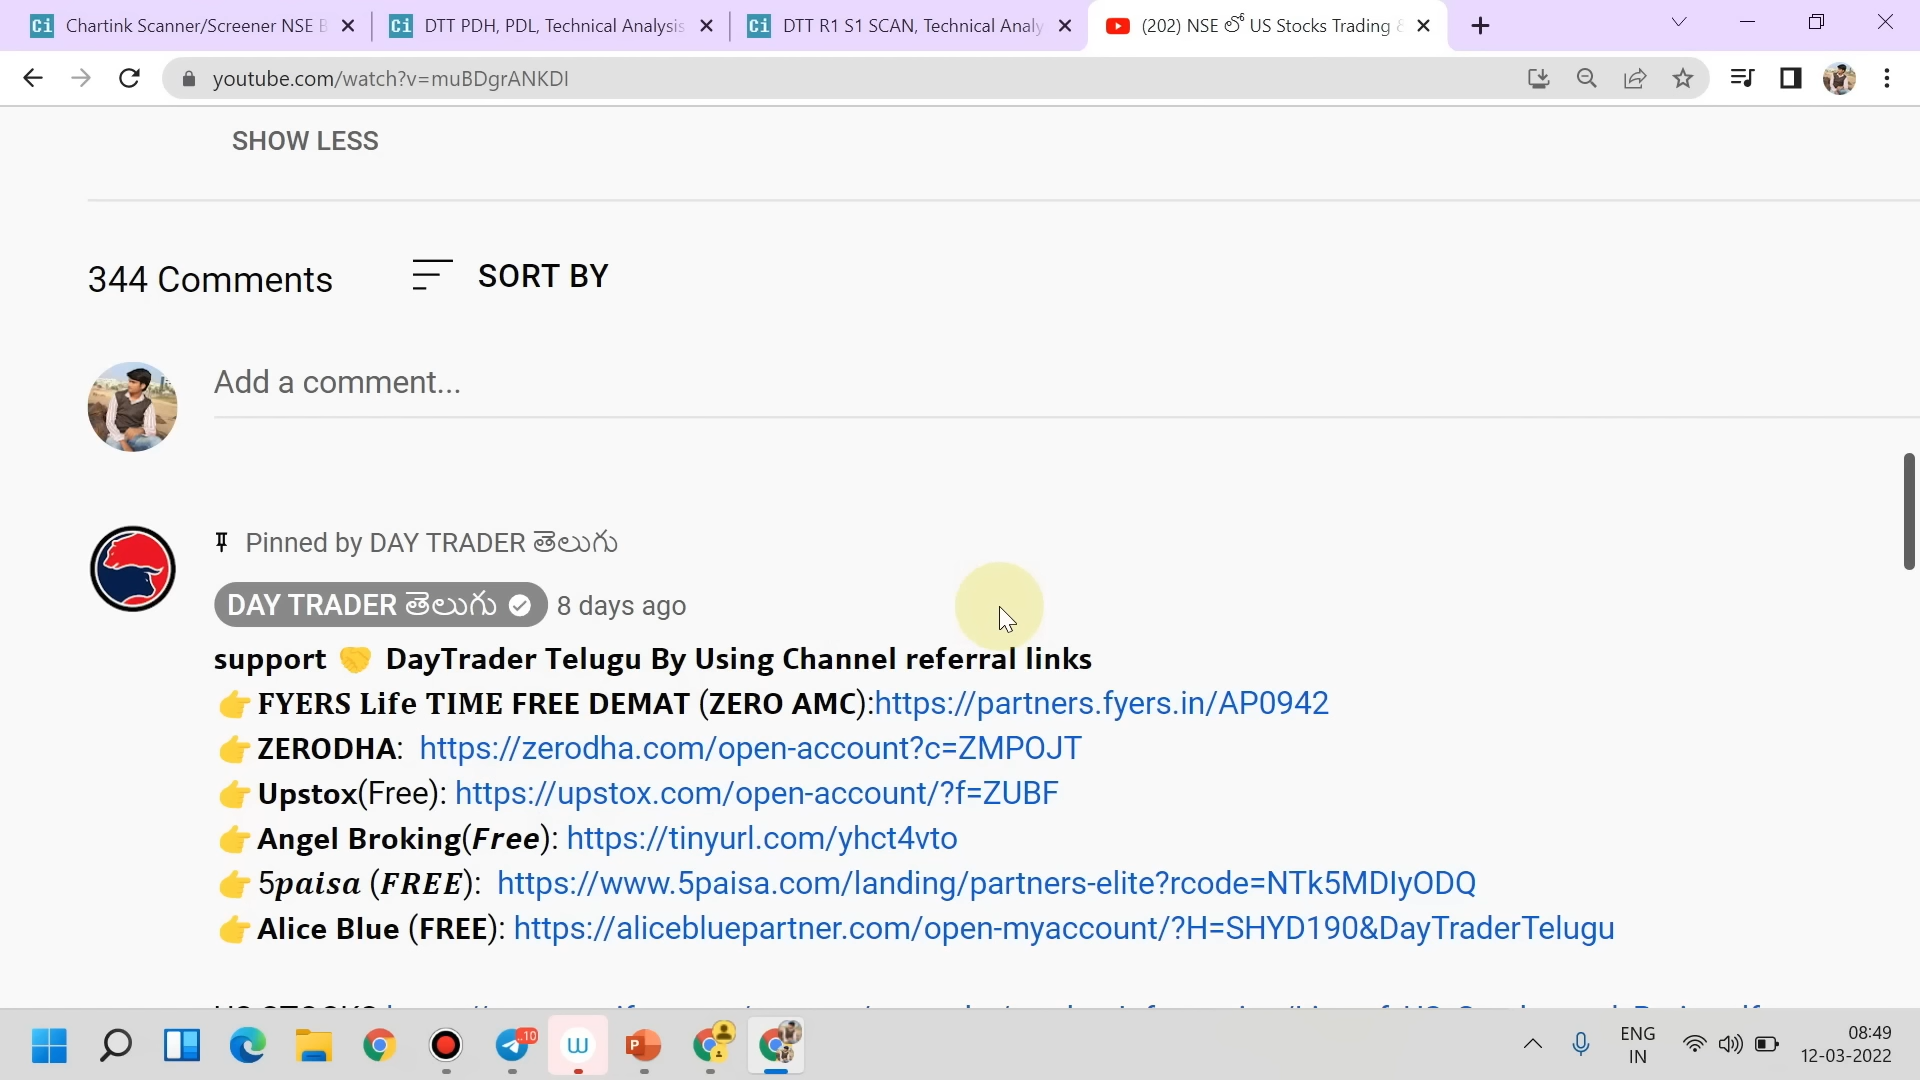 Ci Chartink Scanner/Screener NSE B
Ci DTT PDH, PDL, Technical Analysis
Ci DTT R1 S1 SCAN, Technical Analy
(202) NSE లో US Stocks Trading &
youtube.com/watch?v=muBDgrANKDI
SHOW LESS
344 Comments
SORT BY
Add a comment...
Pinned by DAY TRADER తెలుగు
DAY TRADER తెలుగు 8 days ago
support 🤝 DayTrader Telugu By Using Channel referral links
👉FYERS Life TIME FREE DEMAT (ZERO AMC):https://partners.fyers.in/AP0942
👉ZERODHA: https://zerodha.com/open-account?c=ZMPOJT
👉Upstox(Free): https://upstox.com/open-account/?f=ZUBF
👉Angel Broking(Free): https://tinyurl.com/yhct4vto
👉5paisa (FREE): https://www.5paisa.com/landing/partners-elite?rcode=NTk5MDIyODQ
👉Alice Blue (FREE): https://alicebluepartner.com/open-myaccount/?H=SHYD190&DayTraderTelugu
10
W
P
ENG
IN
08:49
12-03-2022